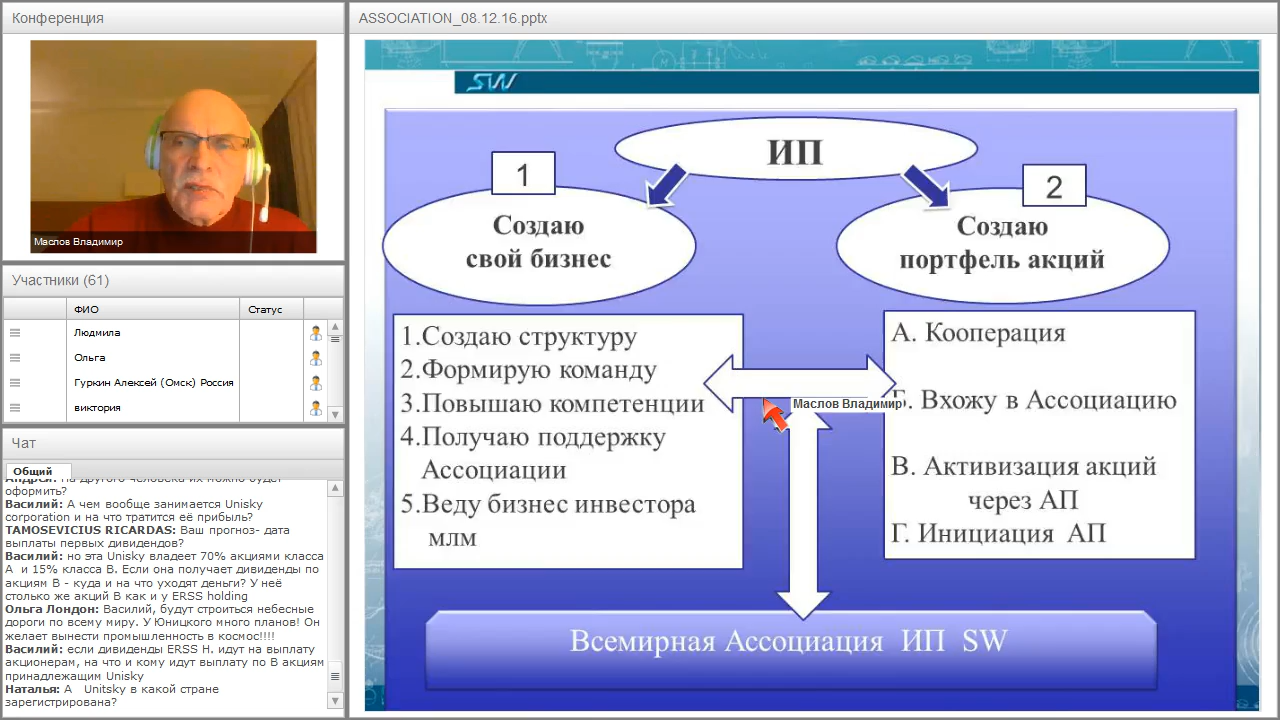 Конференция
Маслов Владимир
Участники (61)
ФИО Статус
Людмила
Ольга
Гуркин Алексей (Омск) Россия
виктория
Чат
Общий
оформить?
Василий: А чем вообще занимается Unisky
corporation и на что тратится её прибыль?
TAMOSEVICIUS RICARDAS: Ваш прогноз- дата
выплаты первых дивидендов?
Василий: но эта Unisky владеет 70% акциями класса
А и 15% класса В. Если она получает дивиденды по
акциям В - куда и на что уходят деньги? У неё
столько же акций В как и у ERSS holding
Ольга Лондон: Василий, будут строиться небесные
дороги по всему миру. У Юницкого много планов! Он
желает вынести промышленность в космос!!!!
Василий: если дивиденды ERSS H. идут на выплату
и кому идут выплату по В акциям
принадлежащим Unisky
Наталья: А Unisky в какой стране
зарегистрирована?
ASSOCIATION_08.12.16.pptx
SW
ИП
1
2
Создаю
свой бизнес
Создаю
портфель акций
1.Создаю структуру
2.Формирую команду
3.Повышаю компетенции
4.Получаю поддержку
Ассоциации
5.Веду бизнес инвестора
млм
Маслов Владимир
А. Кооперация
Б. Вхожу в Ассоциацию
В. Активизация акций
через АП
Г. Инициация АП
Всемирная Ассоциация ИП SW